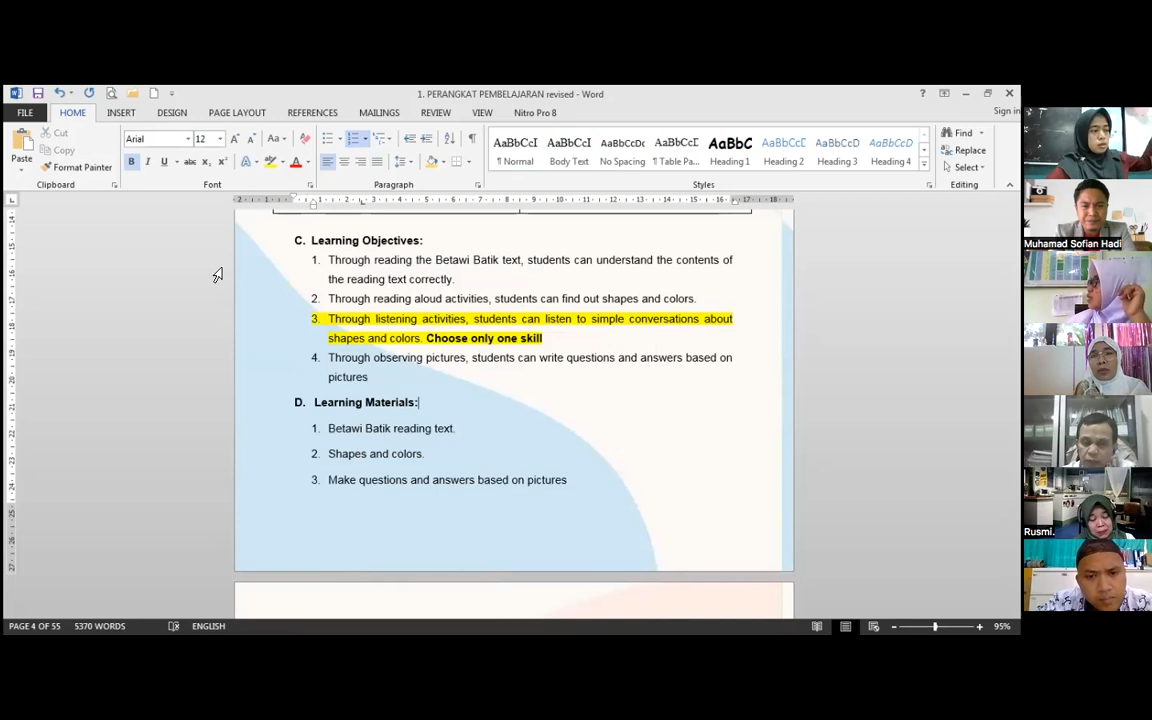 1. PERANGKAT PEMBELAJARAN revised - Word
Sign in
FILE HOME INSERT DESIGN PAGE LAYOUT REFERENCES MAILINGS REVIEW VIEW Nitro Pro 8
Paste
Cut
Copy
Format Painter
Clipboard
Arial 12
Font
Paragraph
AaBbCcI AaBbCcI AaBbCcDc AaBbCcI AaBbC AaBbCcI AaBbCcD AaBbCcI
¶ Normal Body Text No Spacing ¶ Table Pa... Heading 1 Heading 2 Heading 3 Heading 4
Styles
Find
Replace
Select
Editing
C. Learning Objectives:
1. Through reading the Betawi Batik text, students can understand the contents of
the reading text correctly.
2. Through reading aloud activities, students can find out shapes and colors.
3. Through listening activities, students can listen to simple conversations about
shapes and colors. Choose only one skill
4. Through observing pictures, students can write questions and answers based on
pictures
D. Learning Materials:
1. Betawi Batik reading text.
2. Shapes and colors.
3. Make questions and answers based on pictures
PAGE 4 OF 55 5370 WORDS ENGLISH
95%
Muhamad Sofian Hadi
Rusmi.